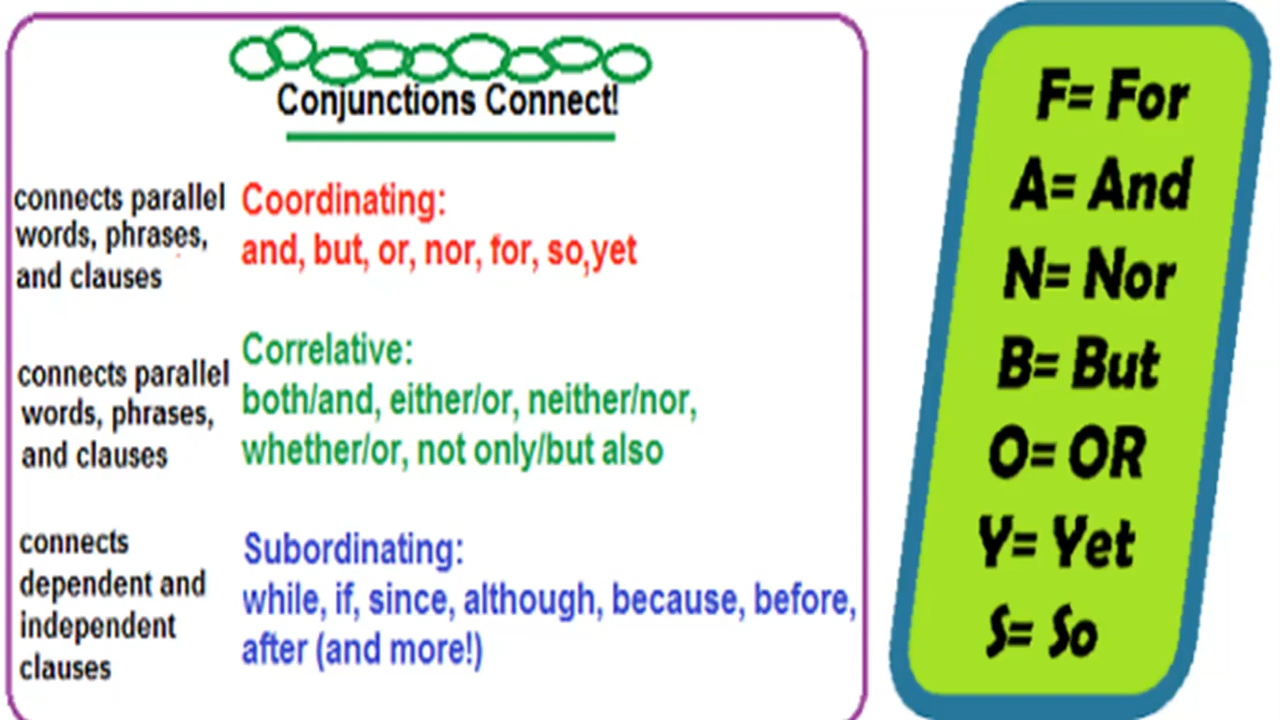 Conjunctions Connect!
connects parallel
words, phrases,
and clauses
Coordinating:
and, but, or, nor, for, so,yet
connects parallel
words, phrases,
and clauses
Correlative:
both/and, either/or, neither/nor,
whether/or, not only/but also
connects
dependent and
independent
clauses
Subordinating:
while, if, since, although, because, before,
after (and more!)
F= For
A= And
N= Nor
B= But
O= OR
Y= Yet
S= So